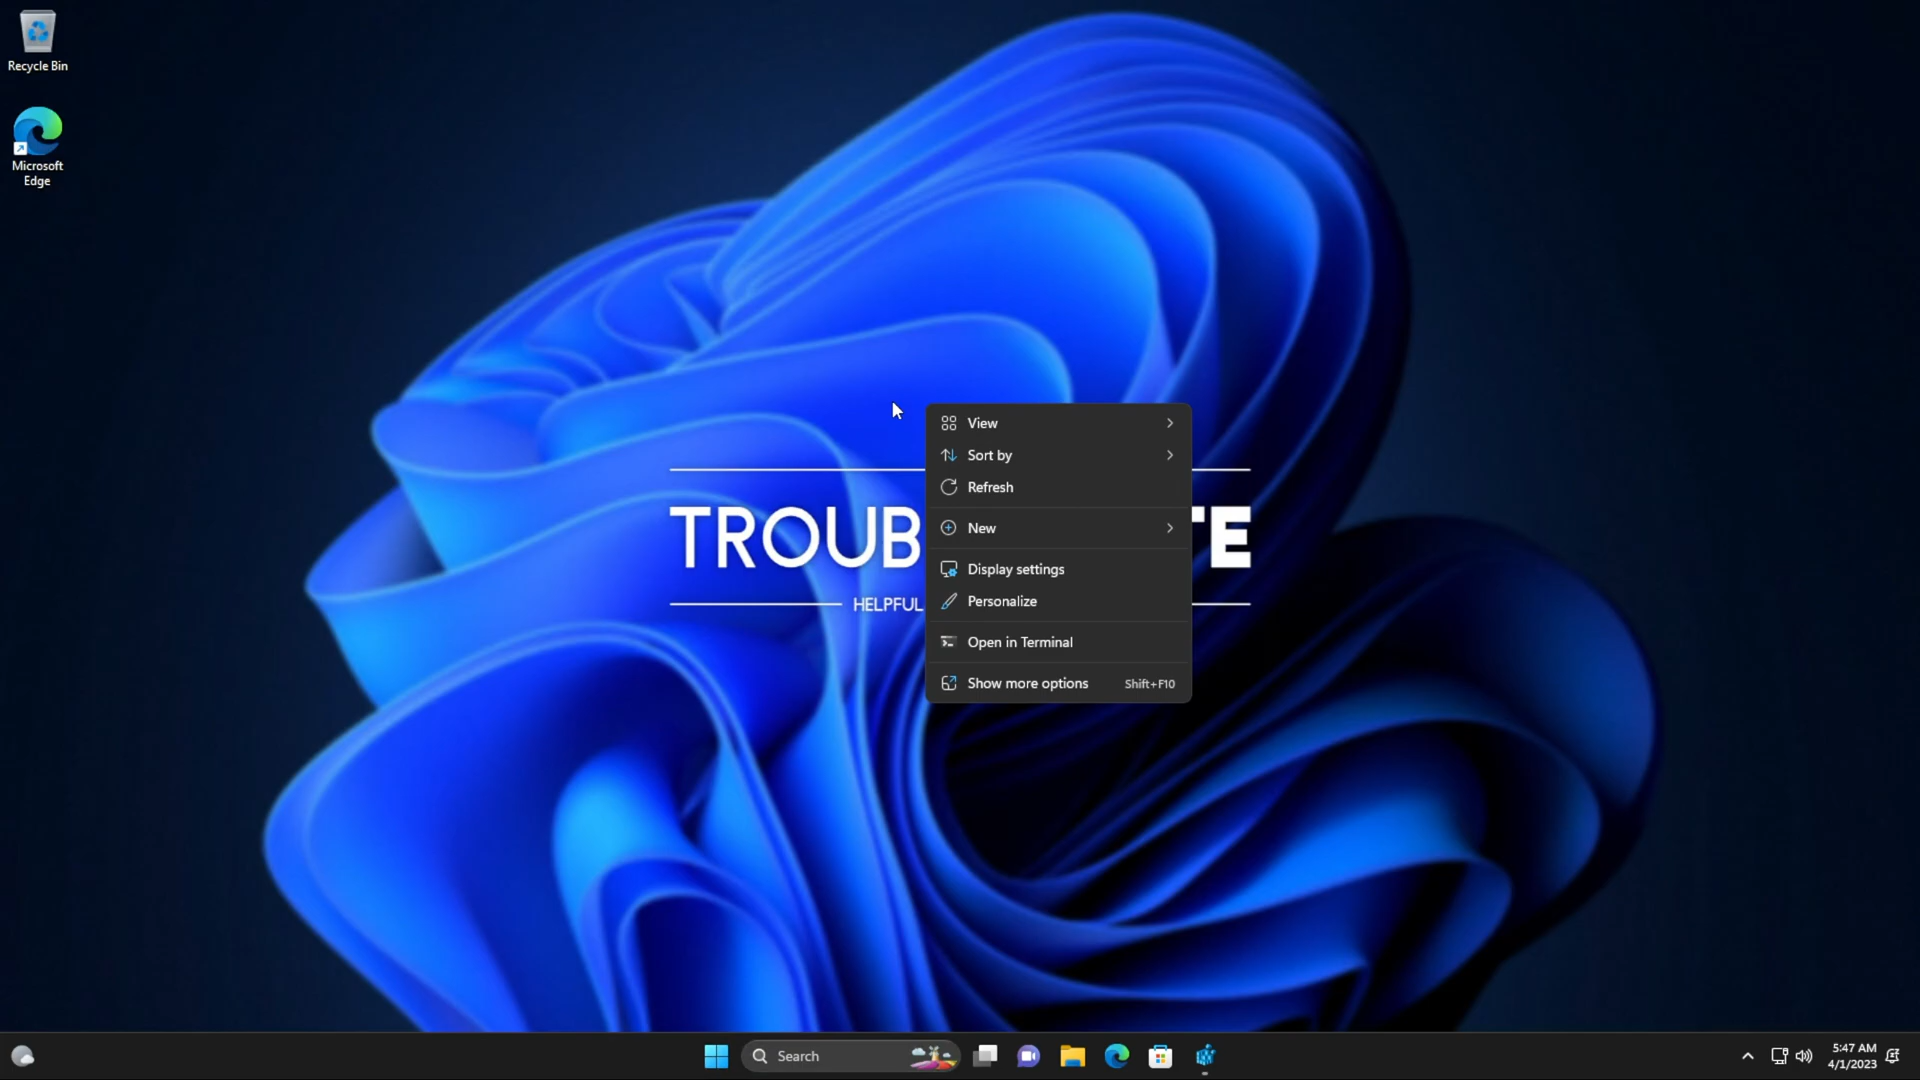 Recycle Bin
Microsoft
Edge
View
Sort by
Refresh
New
TROUB TE
Display settings
HELPFUL
Personalize
Open in Terminal
Show more options Shift+F10
Search
5:47 AM
4/1/2023